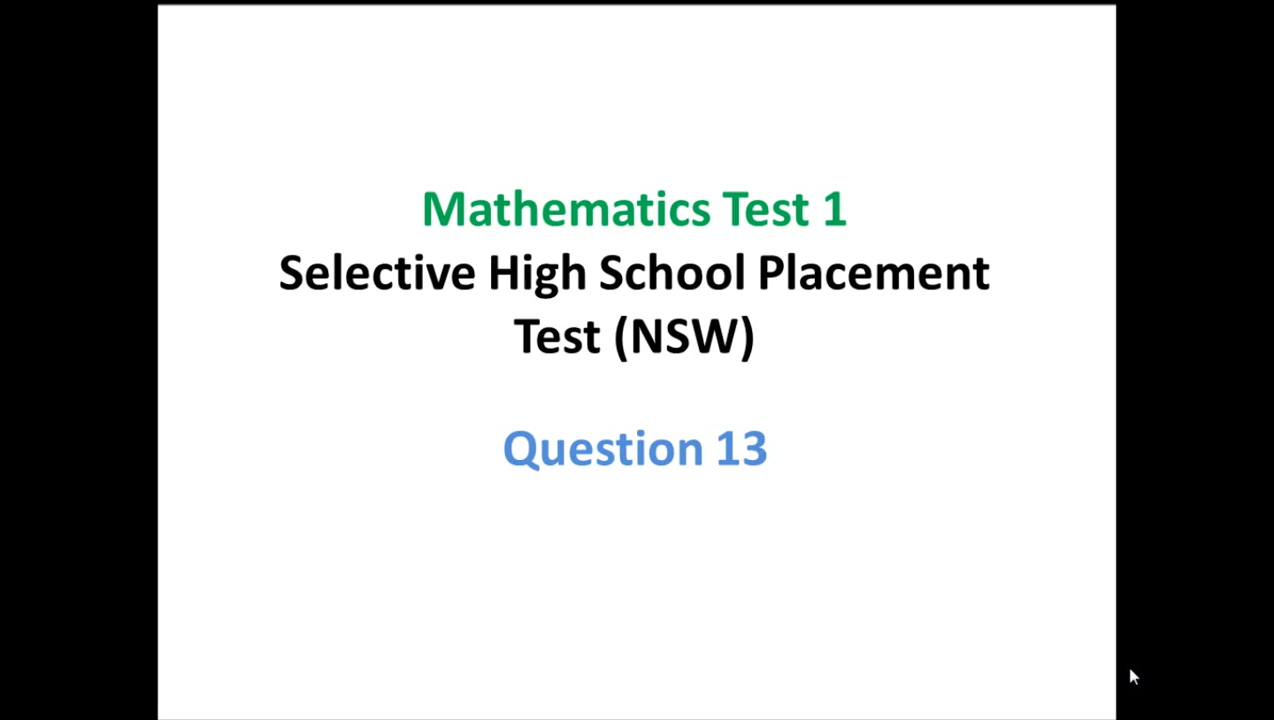 Mathematics Test 1
Selective High School Placement
Test (NSW)
Question 13